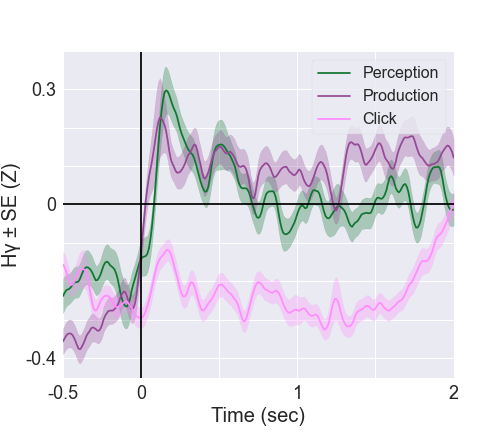 Perception
Production
Click
0.3
0
-0.4
Hγ ± SE (Z)
-0.5
0
1
2
Time (sec)